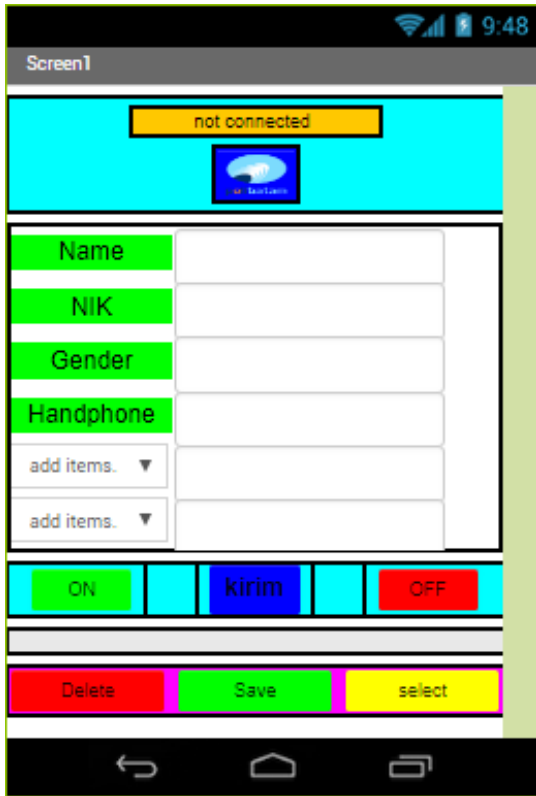 9:48
Screen1
not connected
Name
NIK
Gender
Handphone
add items.
add items.
ON kirim OFF
Delete Save select